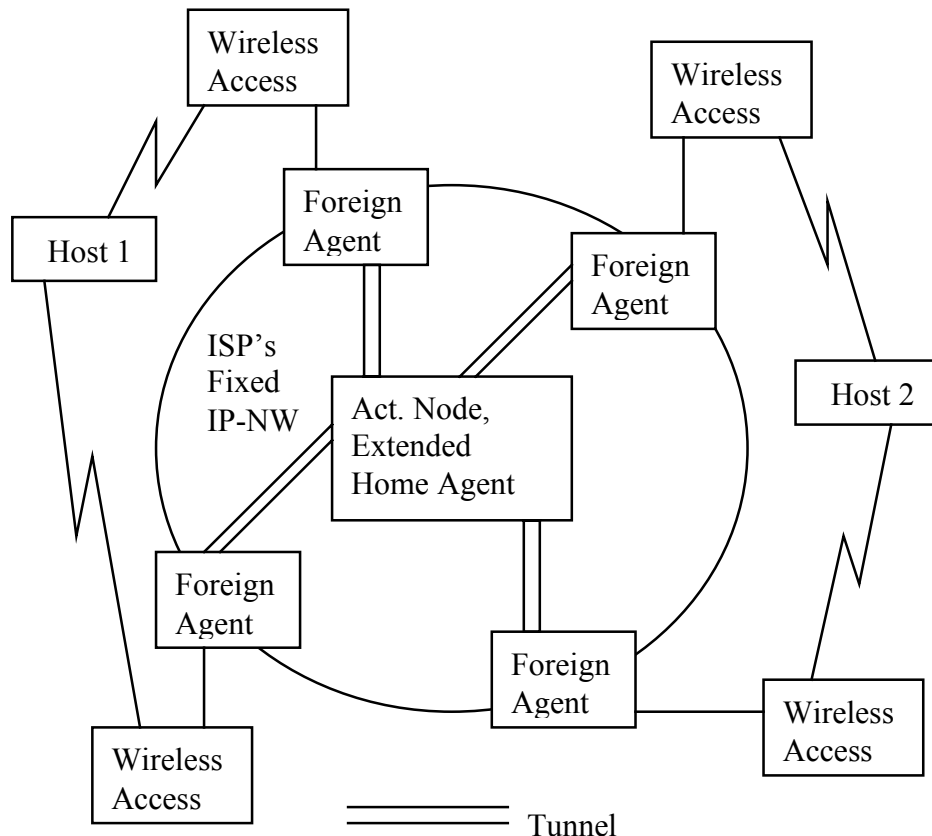 Wireless
Access
Wireless
Access
Foreign
Agent
Host 1
Foreign
Agent
ISP's
Fixed
IP-NW
Act. Node,
Extended
Home Agent
Host 2
Foreign
Agent
Foreign
Agent
Wireless
Access
Wireless
Access
Tunnel